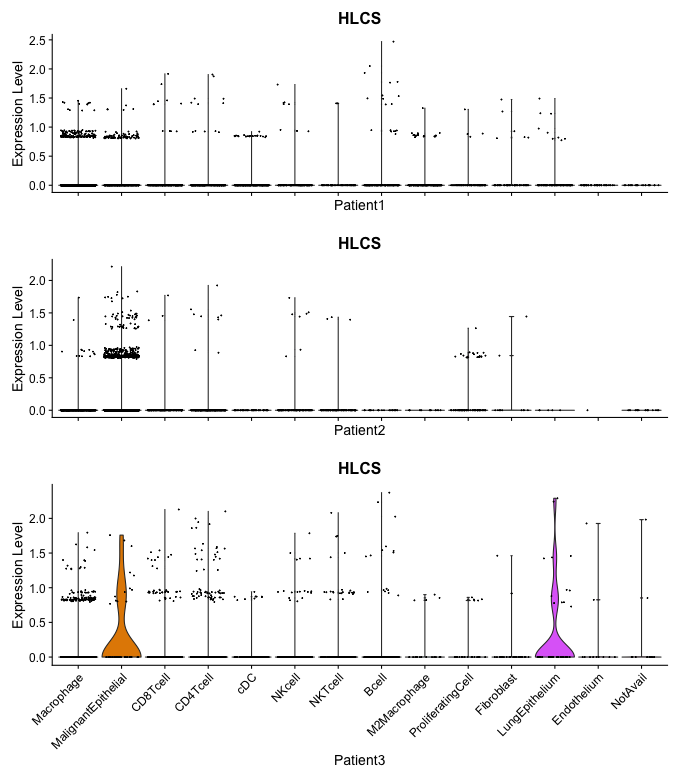 HLCS
2.5
2.0
1.5
1.0
0.5
0.0
Expression Level
Patient1
HLCS
2.0
1.5
1.0
0.5
0.0
Expression Level
Patient2
HLCS
2.0
1.5
1.0
0.5
0.0
Expression Level
Macrophage
MalignantEpithelial
CD8Tcell
CD4Tcell
cDC
NKcell
NKTcell
Bcell
M2Macrophage
ProliferatingCell
Fibroblast
LungEpithelium
Endothelium
NotAvail
Patient3